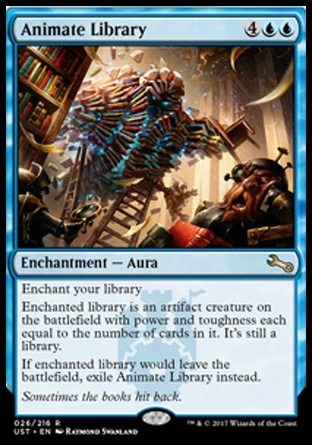 Animate Library 4
Enchantment — Aura
Enchant your library
Enchanted library is an artifact creature on
the battlefield with power and toughness each
equal to the number of cards in it. It's still a
library.
If enchanted library would leave the
battlefield, exile Animate Library instead.
Sometimes the books hit back.
026/216 R
UST • EN Raymond Swanland
™ & © 2017 Wizards of the Coast